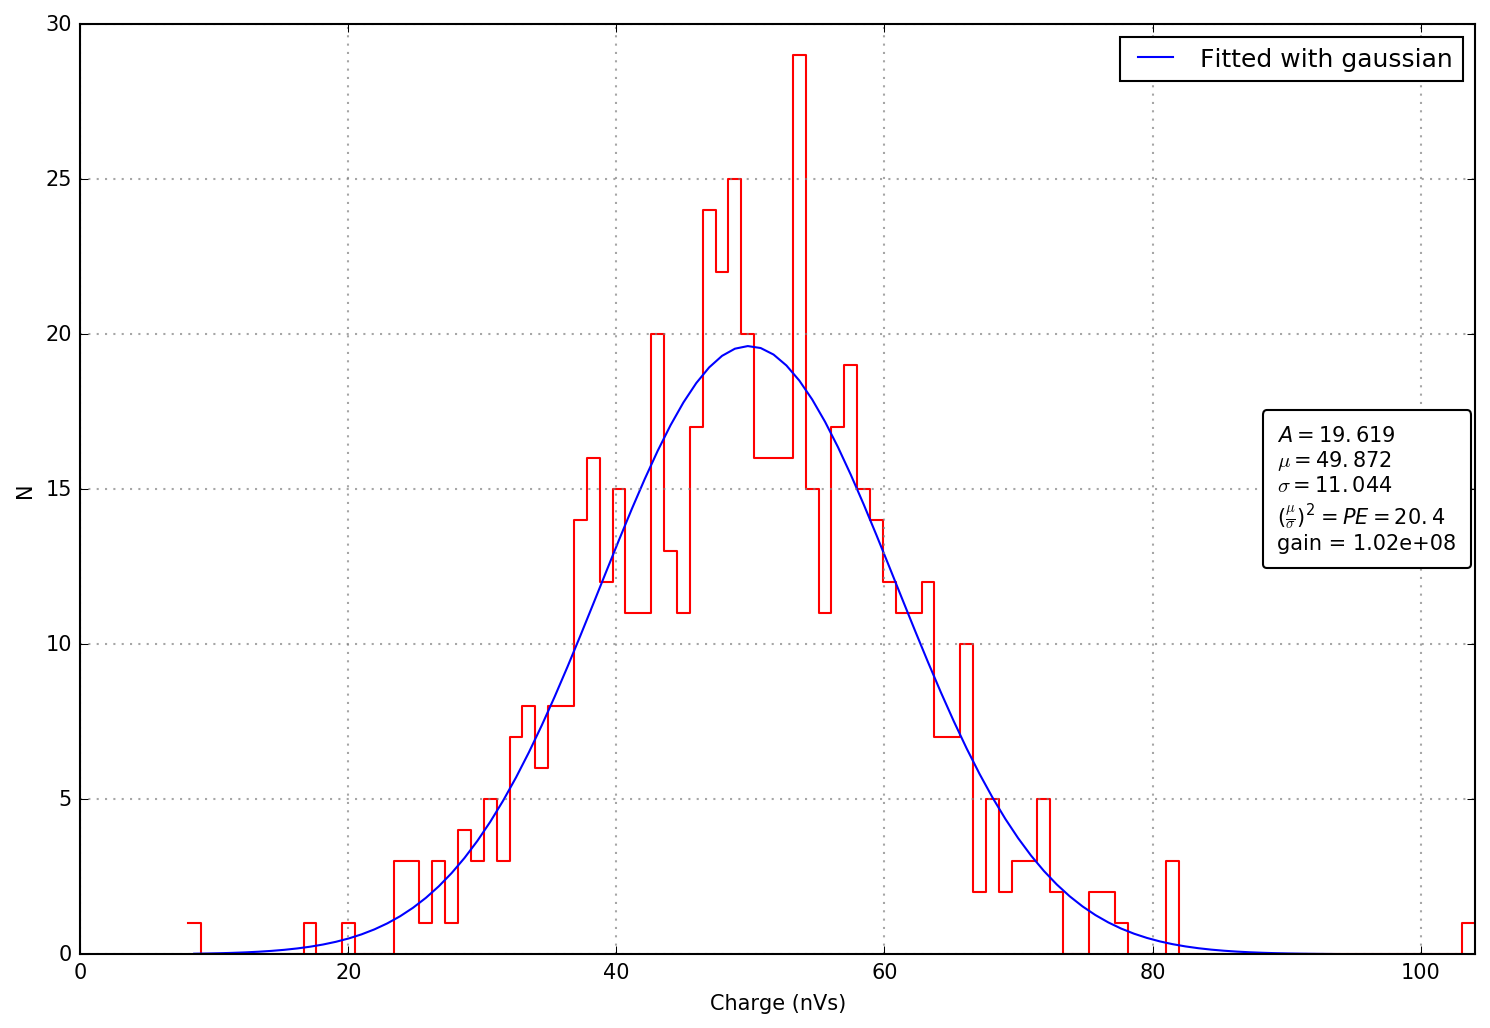 30
25
20
15
10
5
0
N
0 20 40 60 80 100
Charge (nVs)
Fitted with gaussian
A = 19.619
μ = 49.872
σ = 11.044
(μ/σ)² = PE = 20.4
gain = 1.02e+08